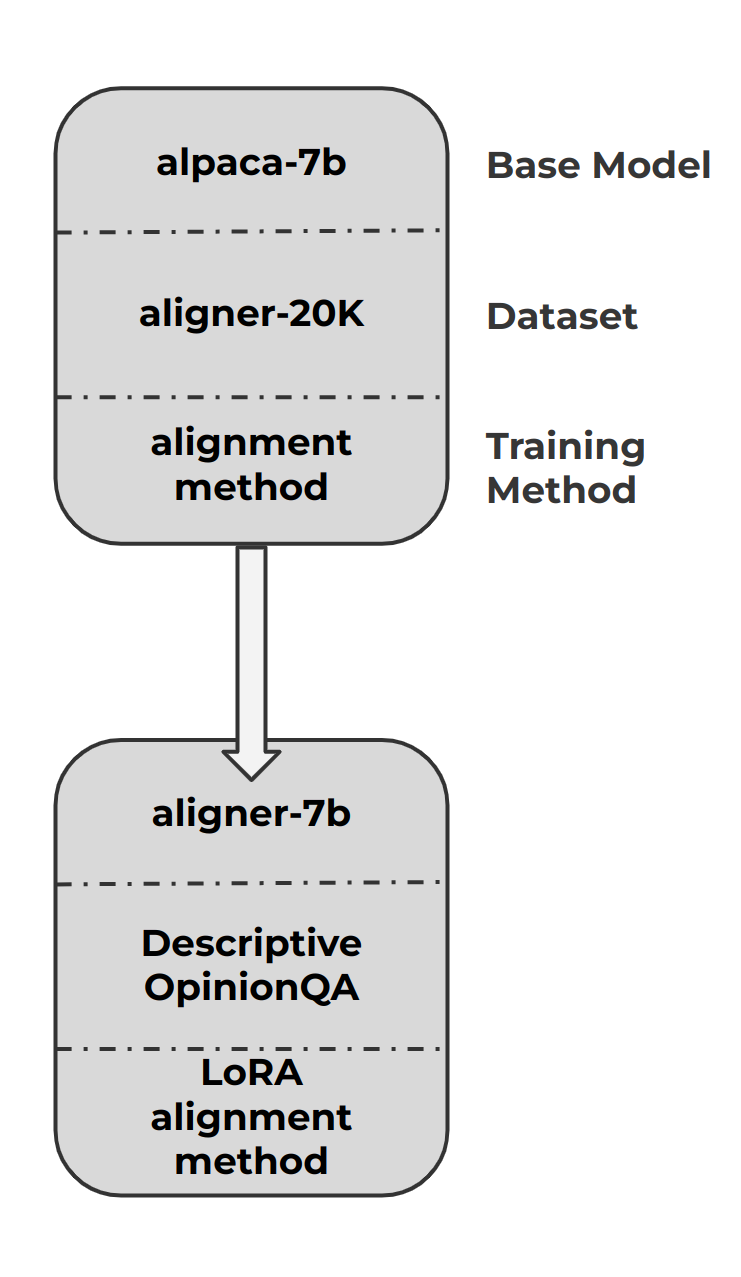 alpaca-7b
Base Model
aligner-20K
Dataset
alignment
method
Training
Method
aligner-7b
Descriptive
OpinionQA
LoRA
alignment
method